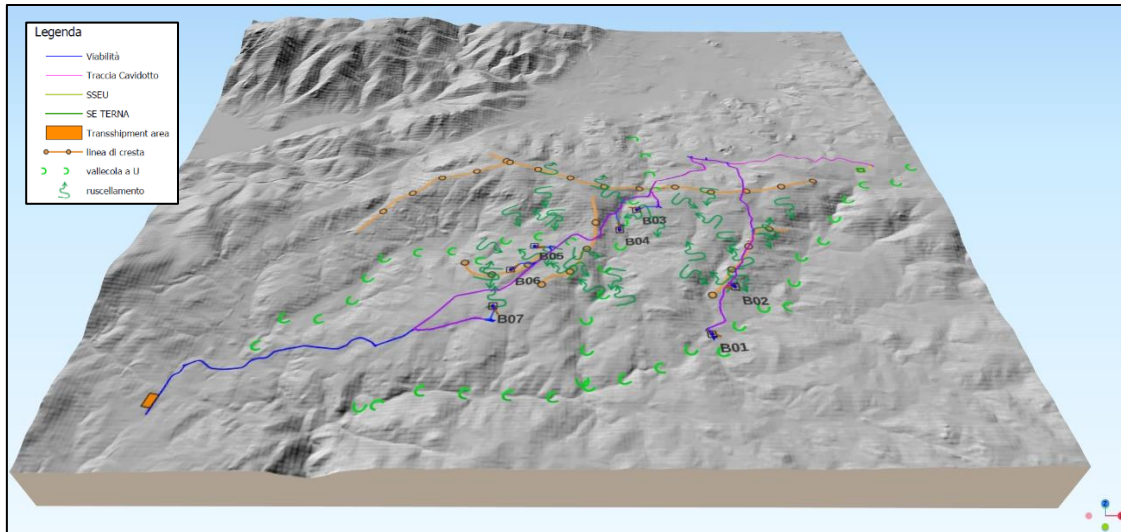 Legenda
Viabilità
Traccia Cavidotto
SSEU
SE TERNA
Transshipment area
linea di cresta
vallecola a U
ruscellamento
B03
B04
B05
B06
B02
B07
B01
Z